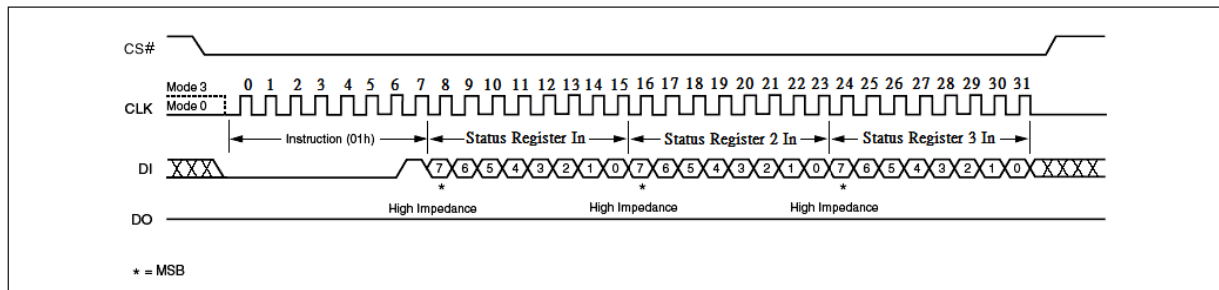 CS#
Mode 3
0 1 2 3 4 5 6 7 8 9 10 11 12 13 14 15 16 17 18 19 20 21 22 23 24 25 26 27 28 29 30 31
CLK
Mode 0
Instruction (01h) Status Register In Status Register 2 In Status Register 3 In
DI 7 6 5 4 3 2 1 0 7 6 5 4 3 2 1 0 7 6 5 4 3 2 1 0
* * *
High Impedance High Impedance High Impedance
DO
* = MSB